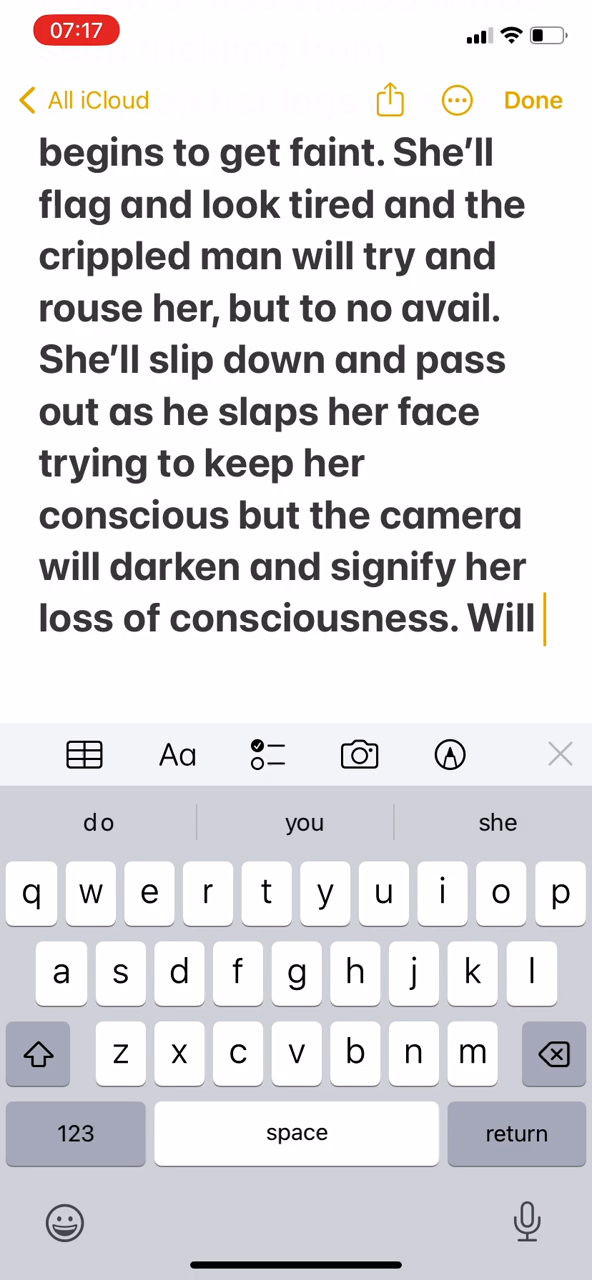 07:17
All iCloud
Done
begins to get faint. She’ll
flag and look tired and the
crippled man will try and
rouse her, but to no avail.
She’ll slip down and pass
out as he slaps her face
trying to keep her
conscious but the camera
will darken and signify her
loss of consciousness. Will
Aa
do you she
q w e r t y u i o p
a s d f g h j k l
z x c v b n m
123 space return